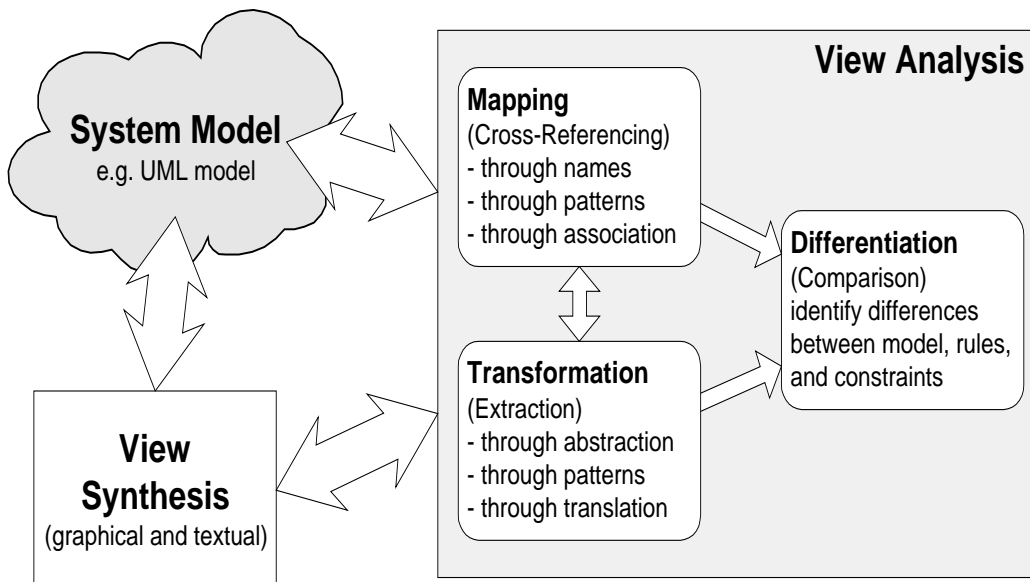 System Model
e.g. UML model
View Synthesis
(graphical and textual)
View Analysis
Mapping
(Cross-Referencing)
- through names
- through patterns
- through association
Transformation
(Extraction)
- through abstraction
- through patterns
- through translation
Differentiation
(Comparison)
identify differences
between model, rules,
and constraints